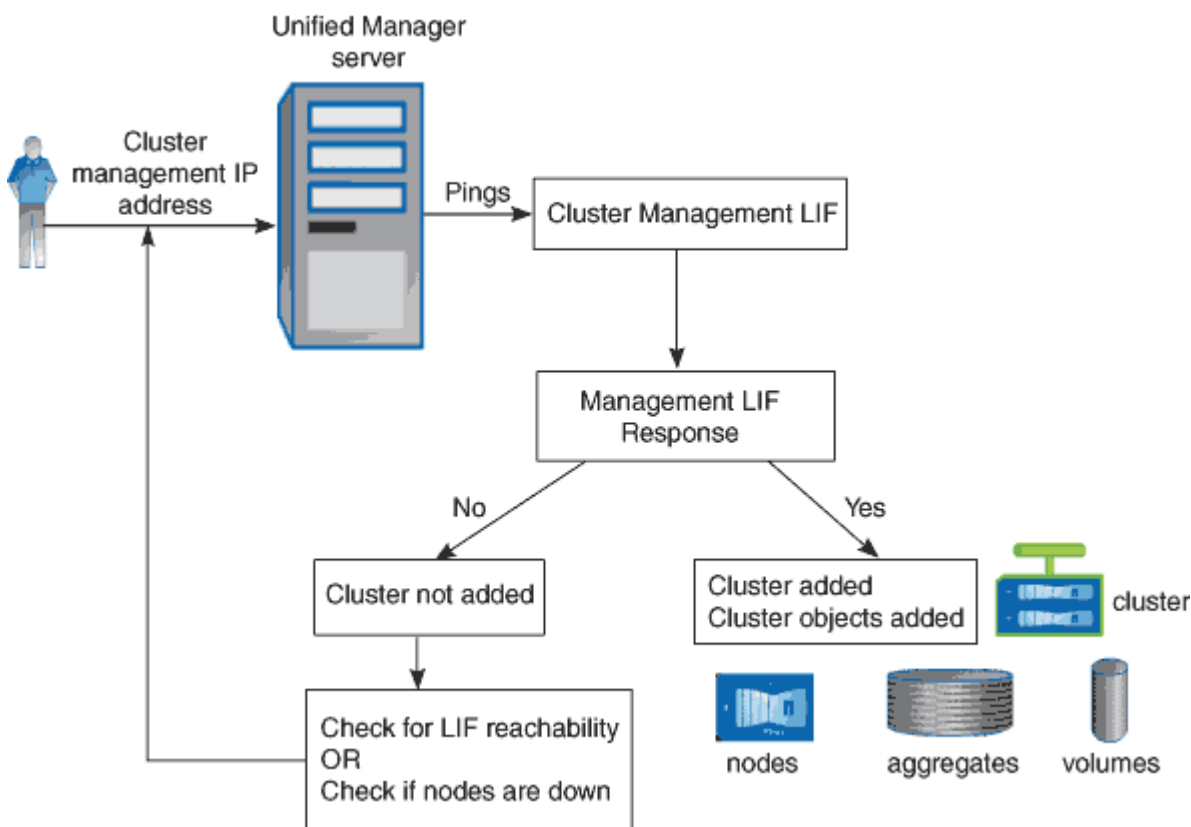 Unified Manager
server
Cluster
management IP
address
Pings
Cluster Management LIF
Management LIF
Response
No
Yes
Cluster not added
Cluster added
Cluster objects added
cluster
Check for LIF reachability
OR
Check if nodes are down
nodes
aggregates
volumes